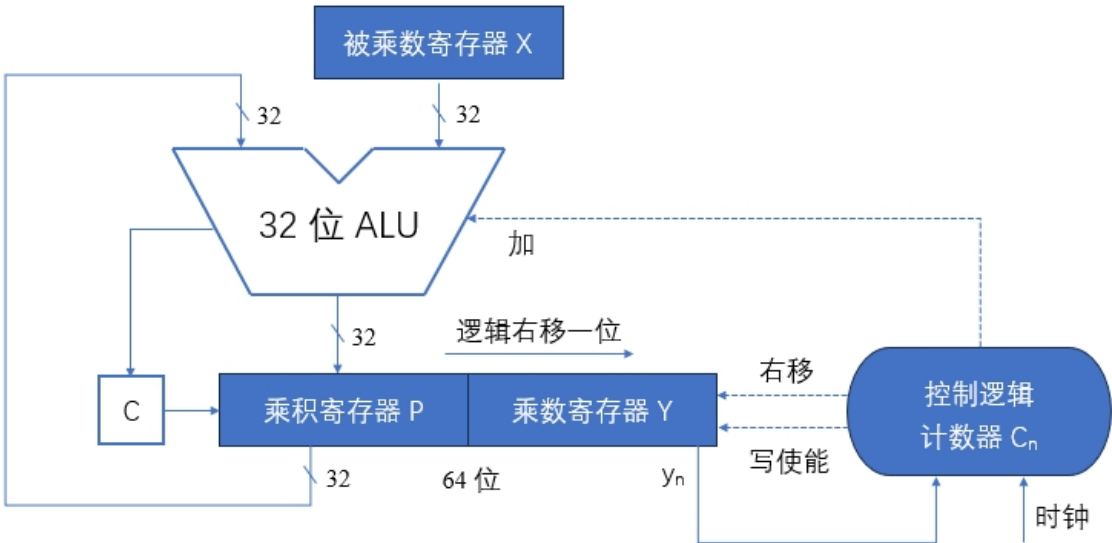 被乘数寄存器 X
32
32
32 位 ALU
加
32
逻辑右移一位
C
乘积寄存器 P
乘数寄存器 Y
右移
写使能
控制逻辑
计数器 Cₙ
32
64 位
yₙ
时钟